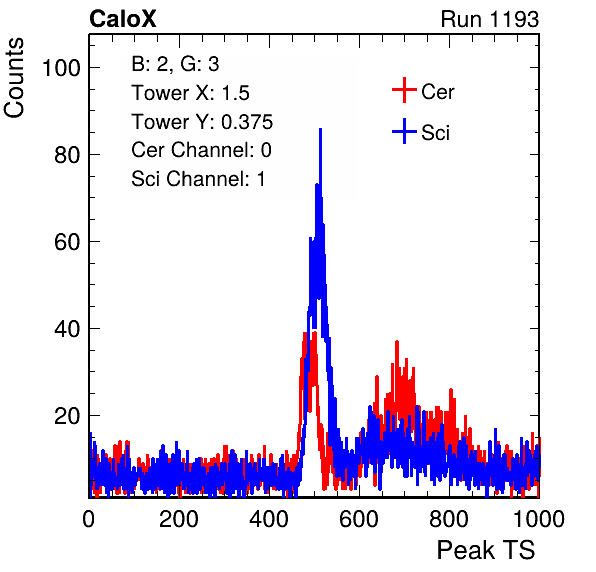 CaloX Run 1193
Counts
B: 2, G: 3
Tower X: 1.5
Tower Y: 0.375
Cer Channel: 0
Sci Channel: 1
Cer
Sci
100
80
60
40
20
0 200 400 600 800 1000
Peak TS